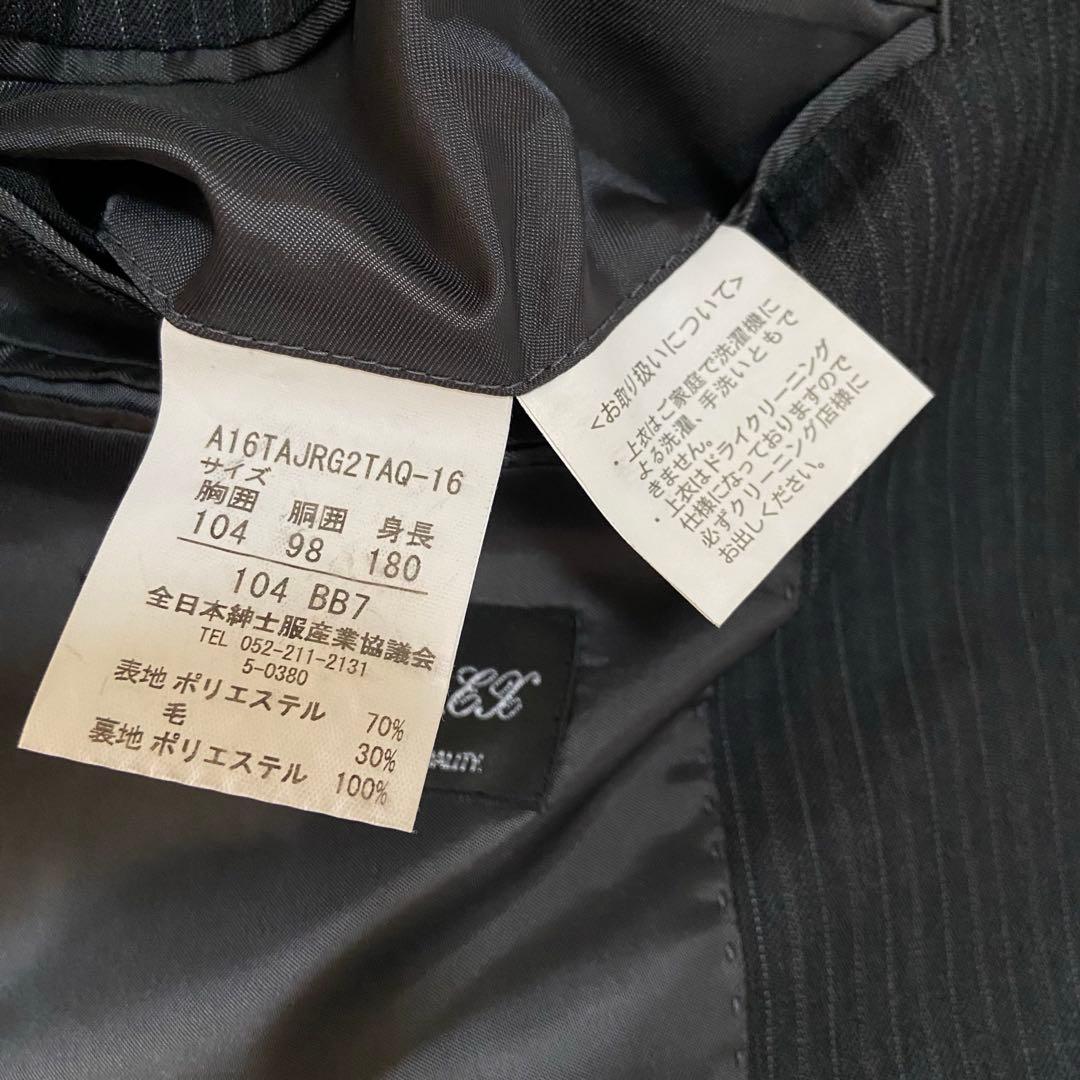 A16TAJRG2TAQ-16
サイズ
胸囲 胴囲 身長
104 98 180
104 BB7
全日本紳士服産業協議会
TEL 052-211-2131
5-0380
表地 ポリエステル 70%
毛 30%
裏地 ポリエステル 100%
<お取り扱いについて>
・上衣はご家庭で洗濯機に
よる洗濯、手洗いともで
きません。
・上衣はドライクリーニング
仕様になっておりますので
必ずクリーニング店様に
お出しください。
EX